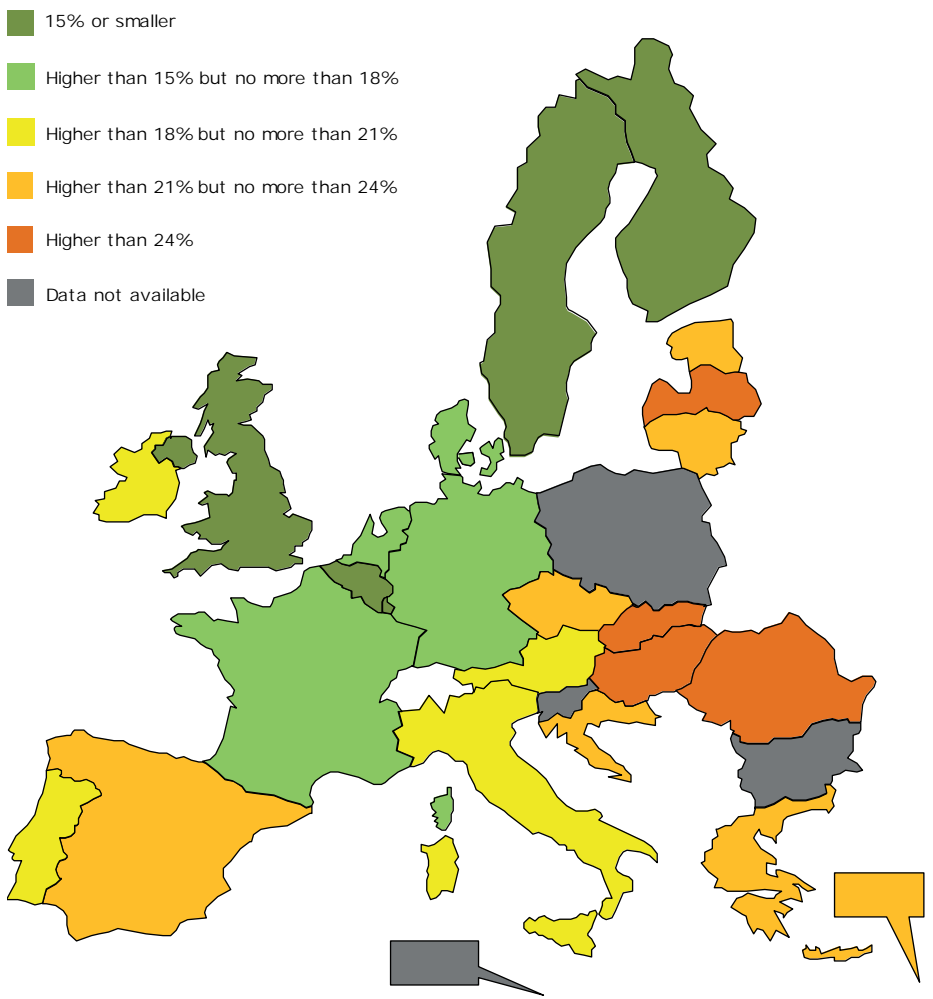 15% or smaller
Higher than 15% but no more than 18%
Higher than 18% but no more than 21%
Higher than 21% but no more than 24%
Higher than 24%
Data not available